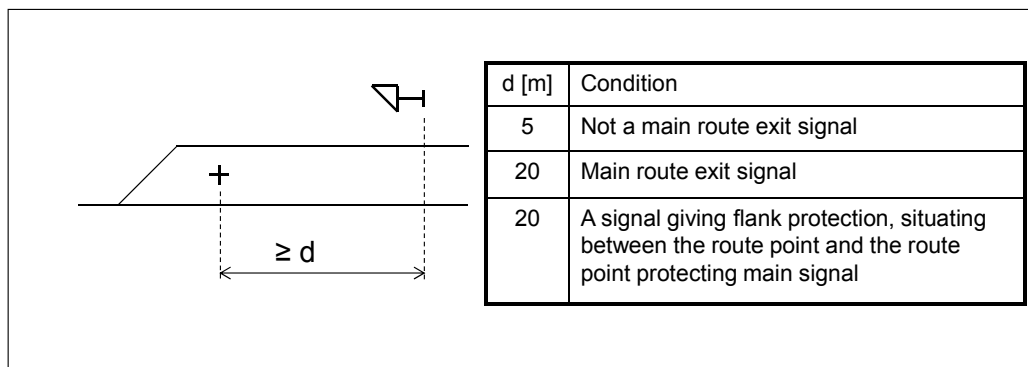 d [m] Condition
5 Not a main route exit signal
20 Main route exit signal
20 A signal giving flank protection, situating
between the route point and the route
point protecting main signal
≥ d